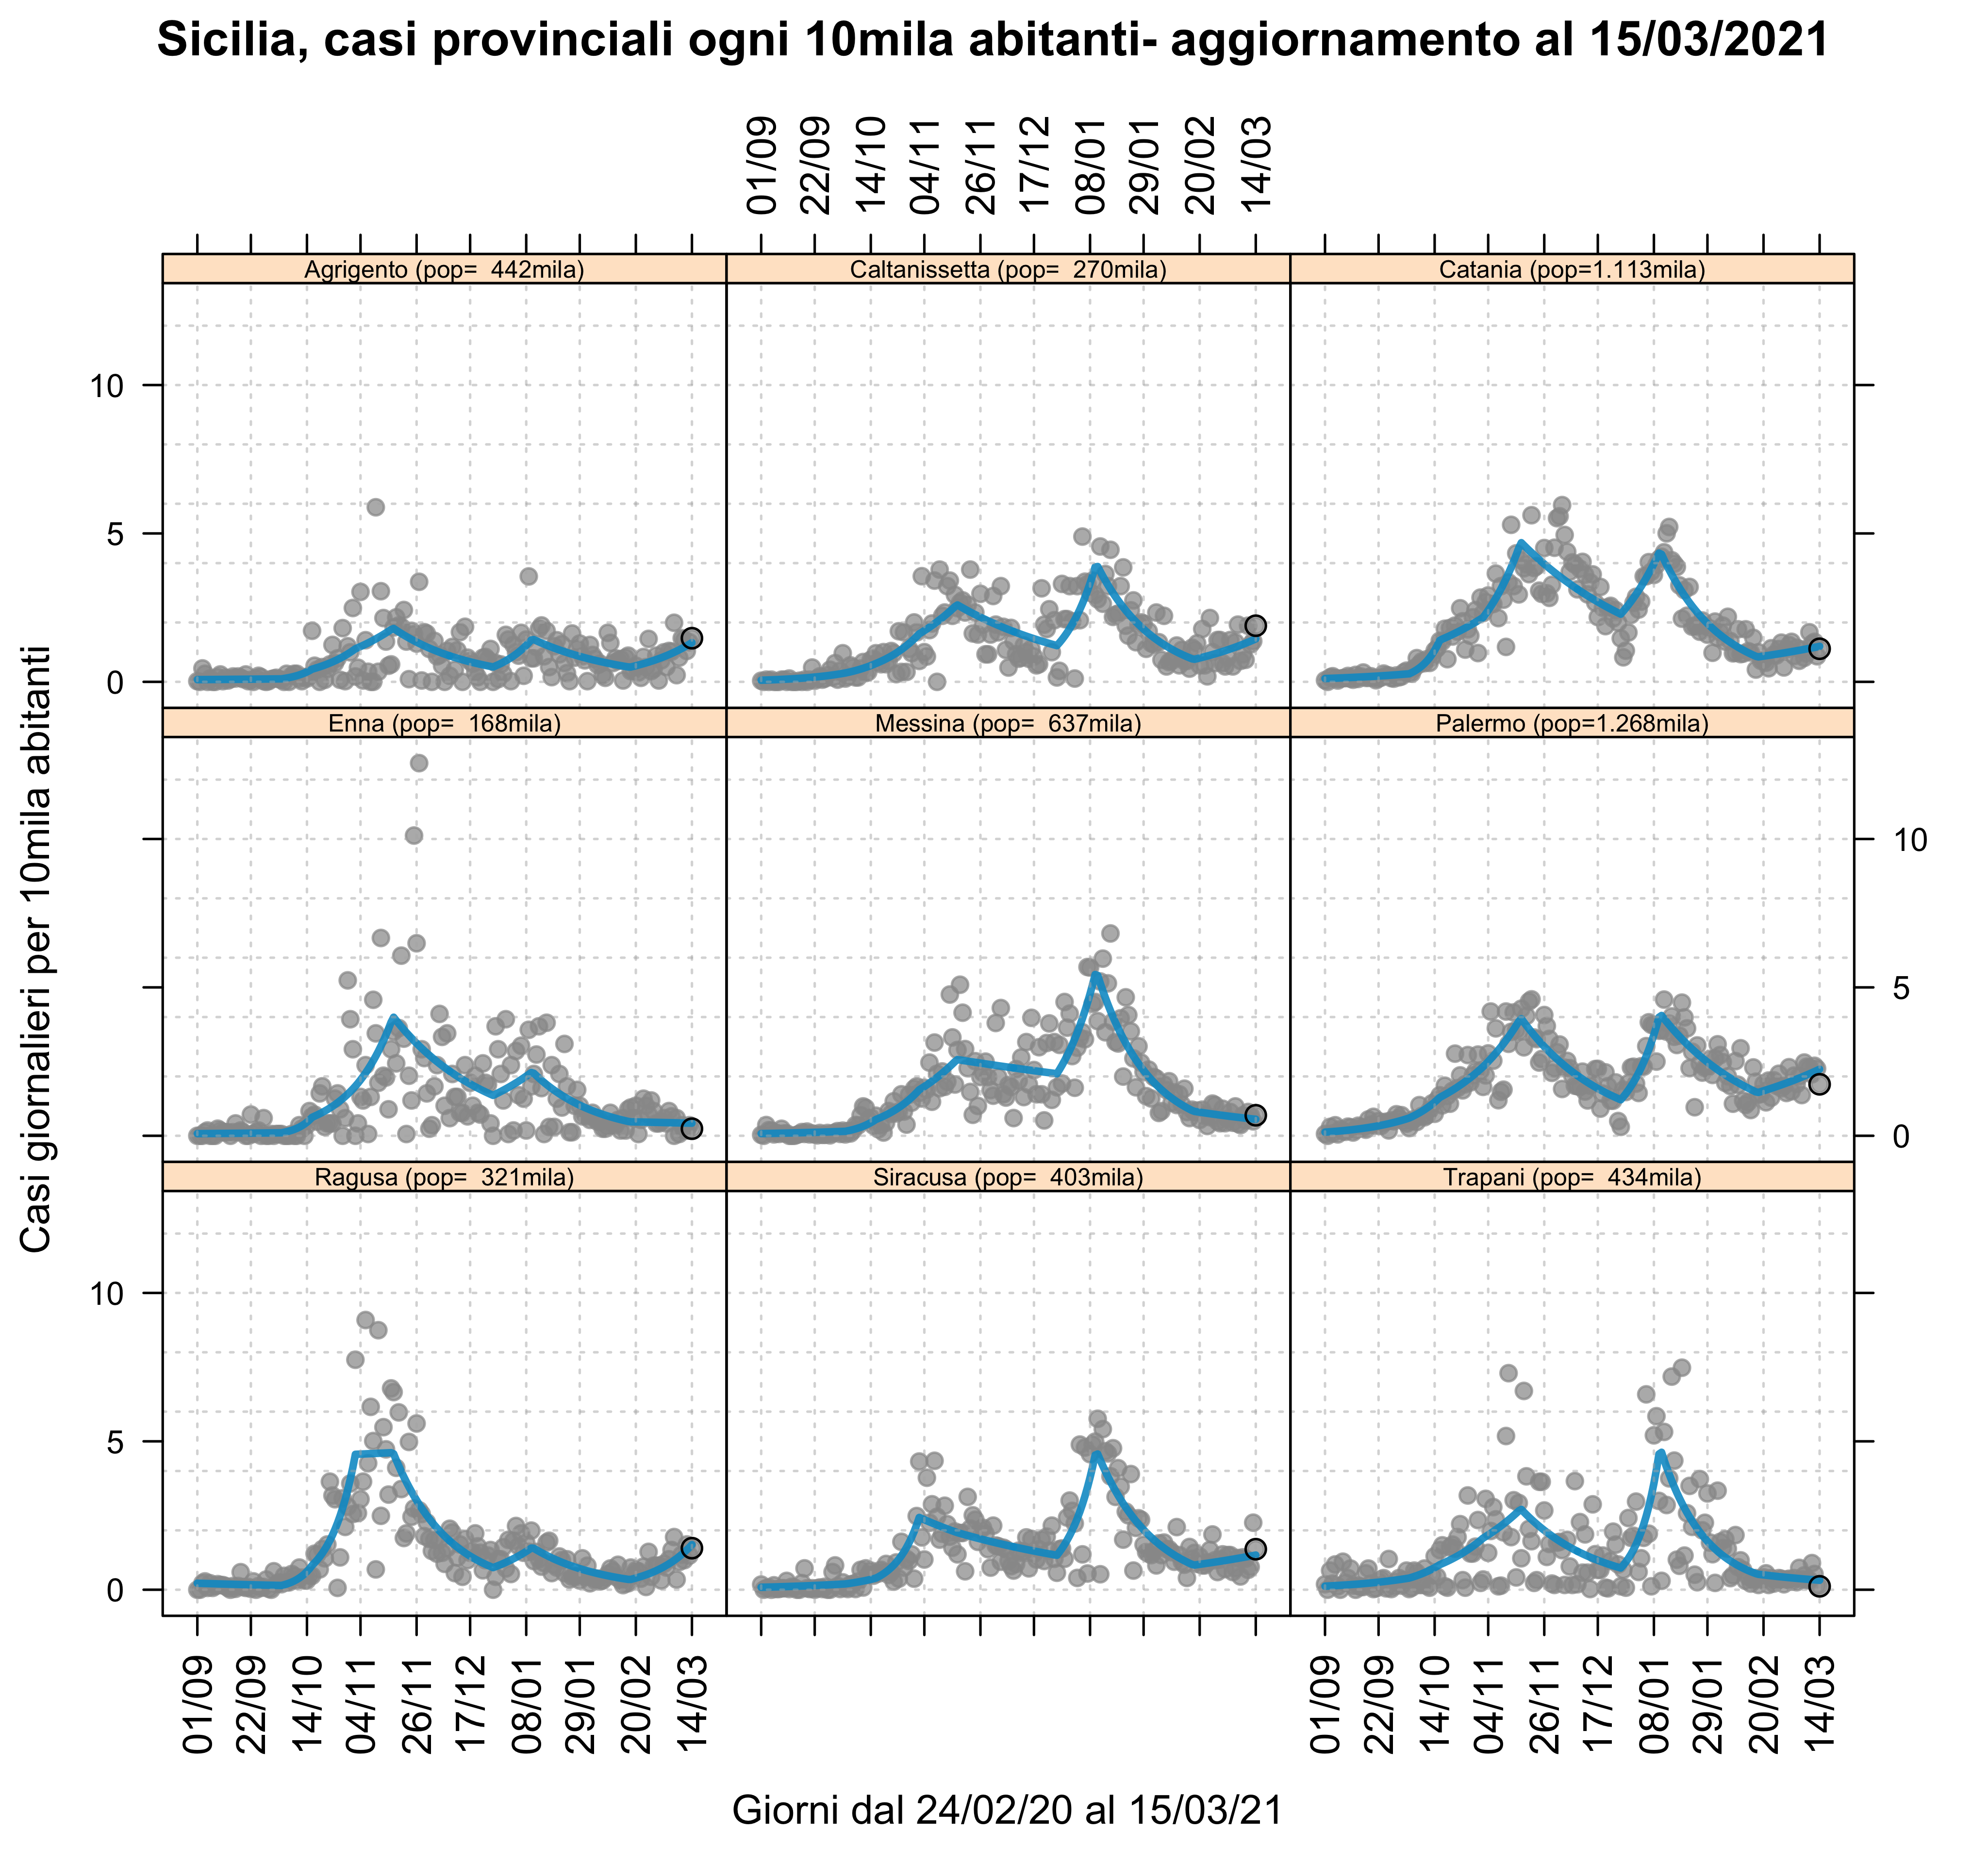 Sicilia, casi provinciali ogni 10mila abitanti- aggiornamento al 15/03/2021
01/09 22/09 14/10 04/11 26/11 17/12 08/01 29/01 20/02 14/03
Agrigento (pop=  442mila) Caltanissetta (pop=  270mila) Catania (pop=1.113mila)
10
5
0
Enna (pop=  168mila) Messina (pop=  637mila) Palermo (pop=1.268mila)
10
5
0
Ragusa (pop=  321mila) Siracusa (pop=  403mila) Trapani (pop=  434mila)
10
5
0
Casi giornalieri per 10mila abitanti
01/09 22/09 14/10 04/11 26/11 17/12 08/01 29/01 20/02 14/03
01/09 22/09 14/10 04/11 26/11 17/12 08/01 29/01 20/02 14/03
Giorni dal 24/02/20 al 15/03/21